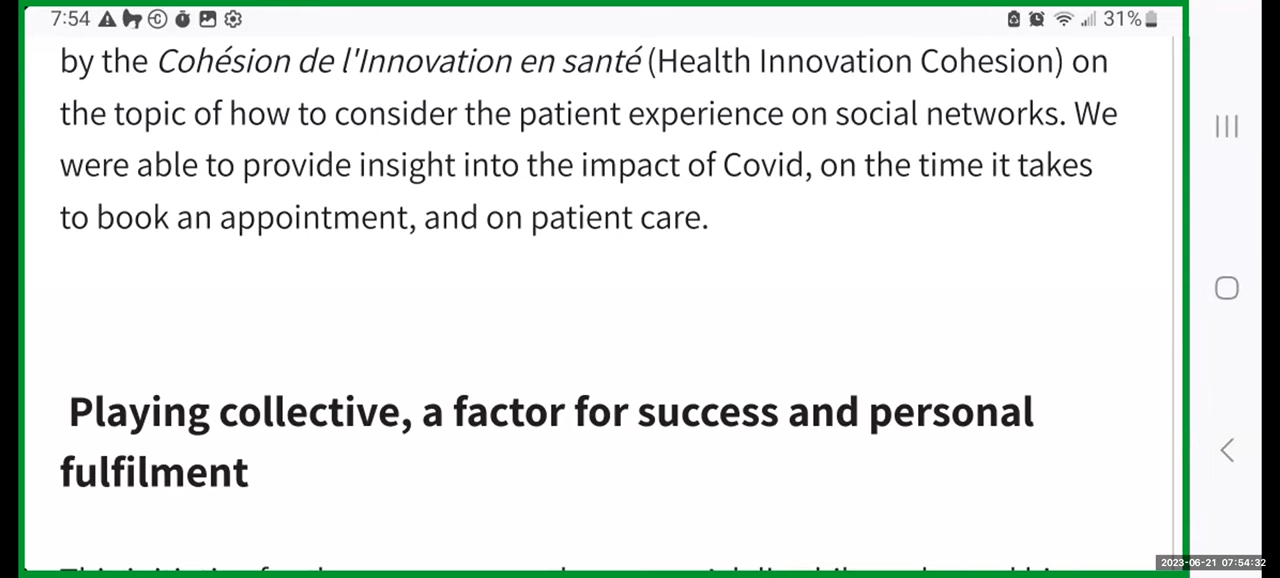 7:54
31%
by the Cohésion de l'Innovation en santé (Health Innovation Cohesion) on
the topic of how to consider the patient experience on social networks. We
were able to provide insight into the impact of Covid, on the time it takes
to book an appointment, and on patient care.
Playing collective, a factor for success and personal
fulfilment
2023-06-21 07:54:32